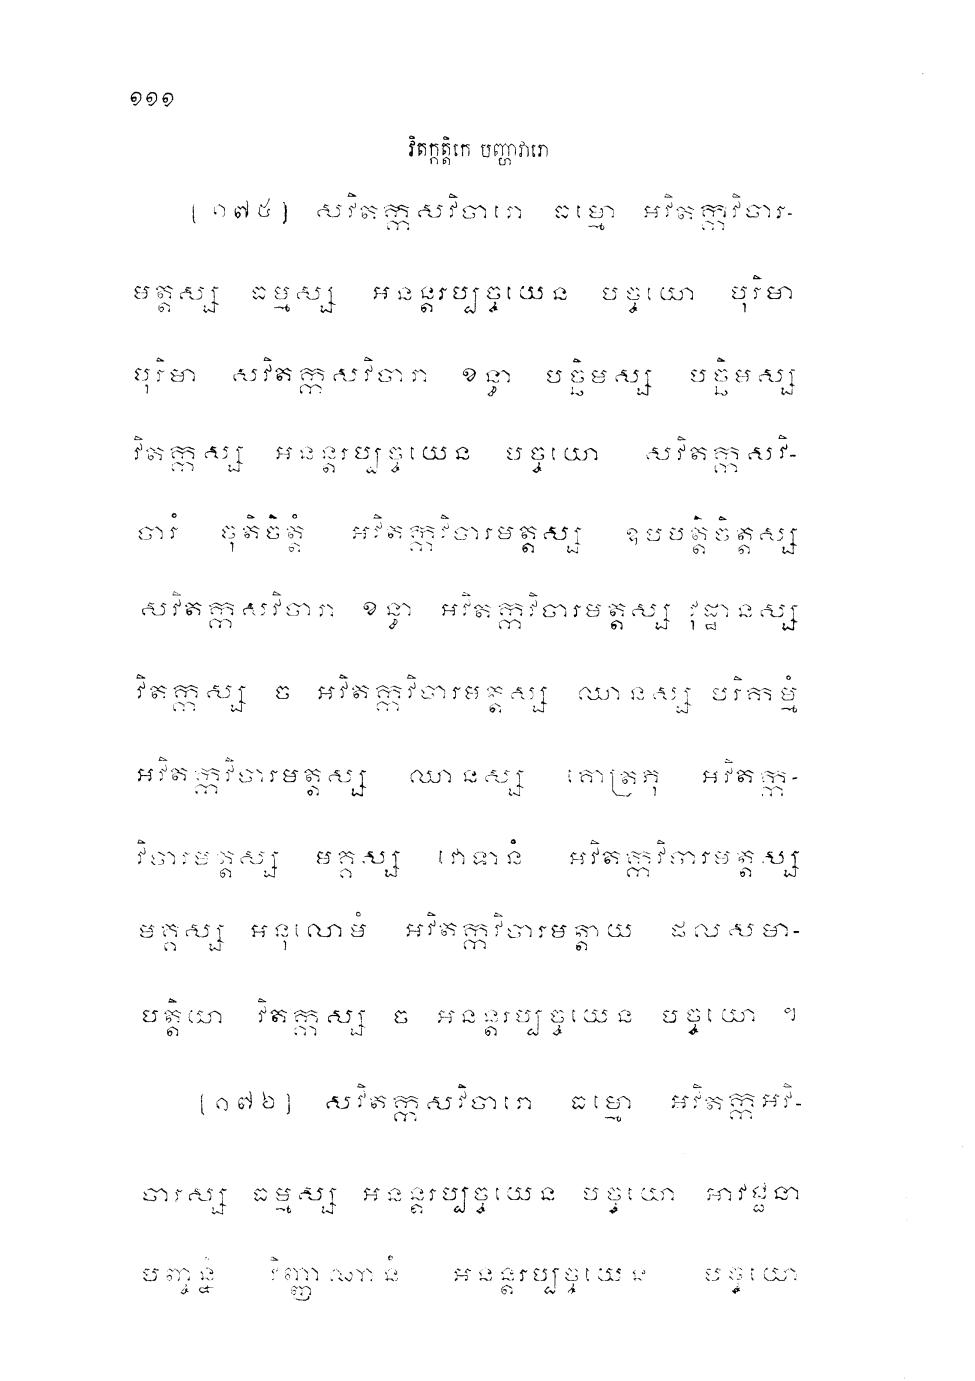 ១១១
វិតក្កត្តិកេ បញ្ហាវារោ
[១៧៥] សវិតក្កសវិចារោ ធម្មោ អវិតក្កវិចារ-
មត្តស្ស ធម្មស្ស អនន្តរប្បច្ចយេន បច្ចយោ បុរិមា
បុរិមា សវិតក្កសវិចារា ខន្ធា បច្ឆិមស្ស បច្ឆិមស្ស
វិតក្កស្ស អនន្តរប្បច្ចយេន បច្ចយោ សវិតក្កសវិ-
ចារំ ចុតិចិត្តំ អវិតក្កវិចារមត្តស្ស ឧបបត្តិចិត្តស្ស
សវិតក្កសវិចារា ខន្ធា អវិតក្កវិចារមត្តស្ស វុដ្ឋានស្ស
វិតក្កស្ស ច អវិតក្កវិចារមត្តស្ស ឈានស្ស បរិកម្មំ
អវិតក្កវិចារមត្តស្ស ឈានស្ស គោត្រភុ អវិតក្ក-
វិចារមត្តស្ស មគ្គស្ស វោទានំ អវិតក្កវិចារមត្តស្ស
មគ្គស្ស អនុលោមំ អវិតក្កវិចារមត្តាយ ផលសមា-
បត្តិយោ វិតក្កស្ស ច អនន្តរប្បច្ចយេន បច្ចយោ ។
[១៧៦] សវិតក្កសវិចារោ ធម្មោ អវិតក្កអវិ-
ចារស្ស ធម្មស្ស អនន្តរប្បច្ចយេន បច្ចយោ អាវជ្ជនា
បញ្ចន្នំ វិញ្ញាណានំ អនន្តរប្បច្ចយេន បច្ចយោ